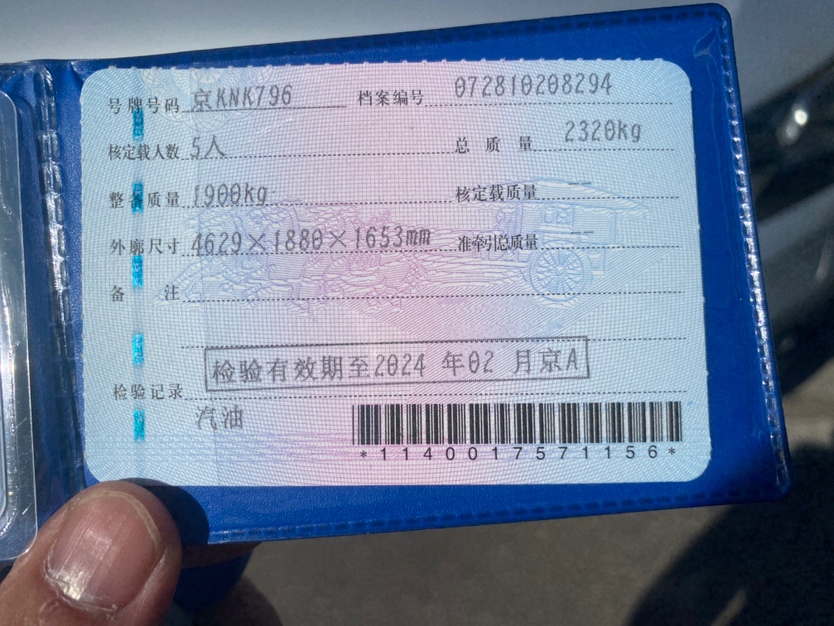 号牌号码 京KNK796 档案编号 072810208294
核定载人数 5人 总质量 2320kg
整备质量 1900kg 核定载质量 --
外廓尺寸 4629×1880×1653mm 准牵引总质量 --
备注
检验有效期至2024年02月京A
检验记录
汽油
*1140017571156*